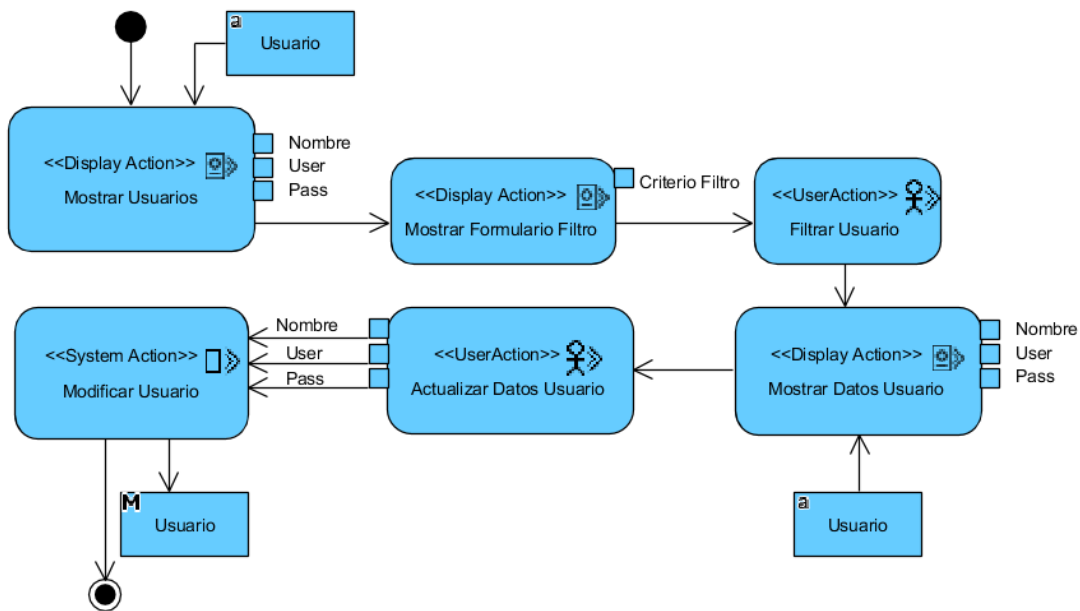 a
Usuario
<<Display Action>>
Mostrar Usuarios
Nombre
User
Pass
<<Display Action>>
Mostrar Formulario Filtro
Criterio Filtro
<<UserAction>>
Filtrar Usuario
<<System Action>>
Modificar Usuario
Nombre
User
Pass
<<UserAction>>
Actualizar Datos Usuario
<<Display Action>>
Mostrar Datos Usuario
Nombre
User
Pass
M
Usuario
a
Usuario